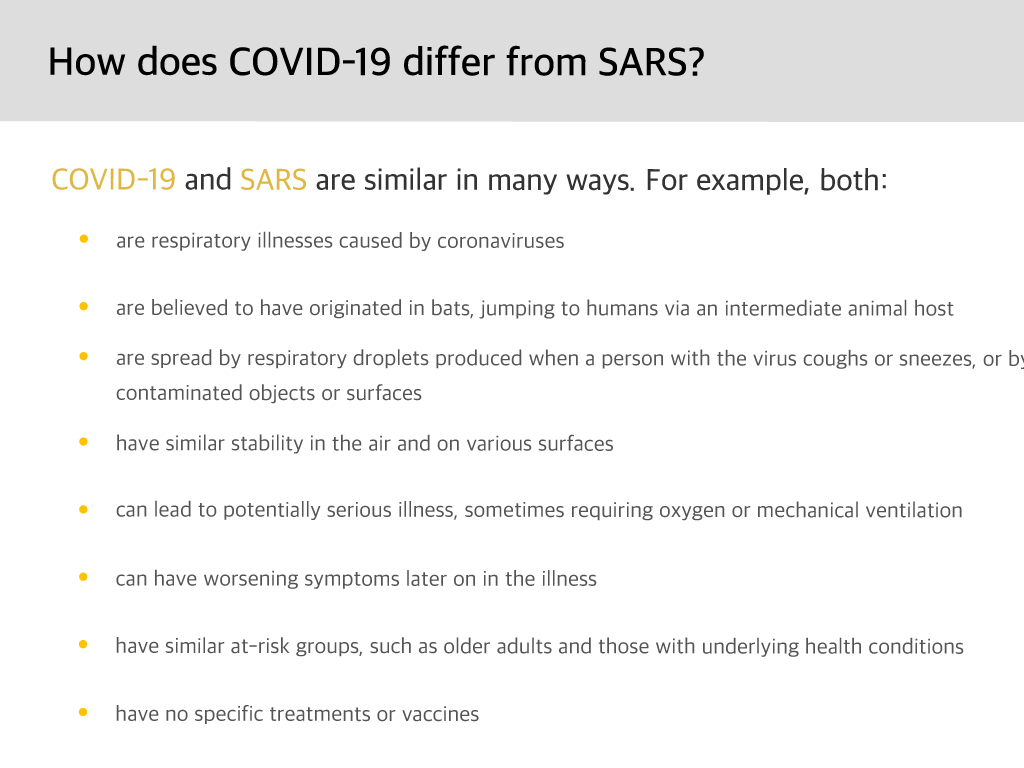 How does COVID-19 differ from SARS?
COVID-19 and SARS are similar in many ways. For example, both:
• are respiratory illnesses caused by coronaviruses
• are believed to have originated in bats, jumping to humans via an intermediate animal host
• are spread by respiratory droplets produced when a person with the virus coughs or sneezes, or by
contaminated objects or surfaces
• have similar stability in the air and on various surfaces
• can lead to potentially serious illness, sometimes requiring oxygen or mechanical ventilation
• can have worsening symptoms later on in the illness
• have similar at-risk groups, such as older adults and those with underlying health conditions
• have no specific treatments or vaccines